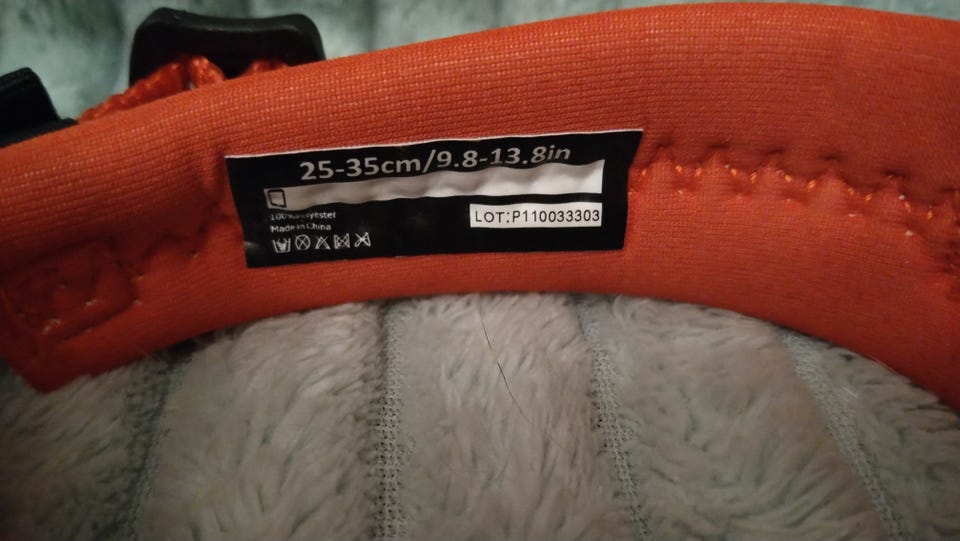 25-35cm/9.8-13.8in
100%Polyester
Made in China
LOT:P110033303